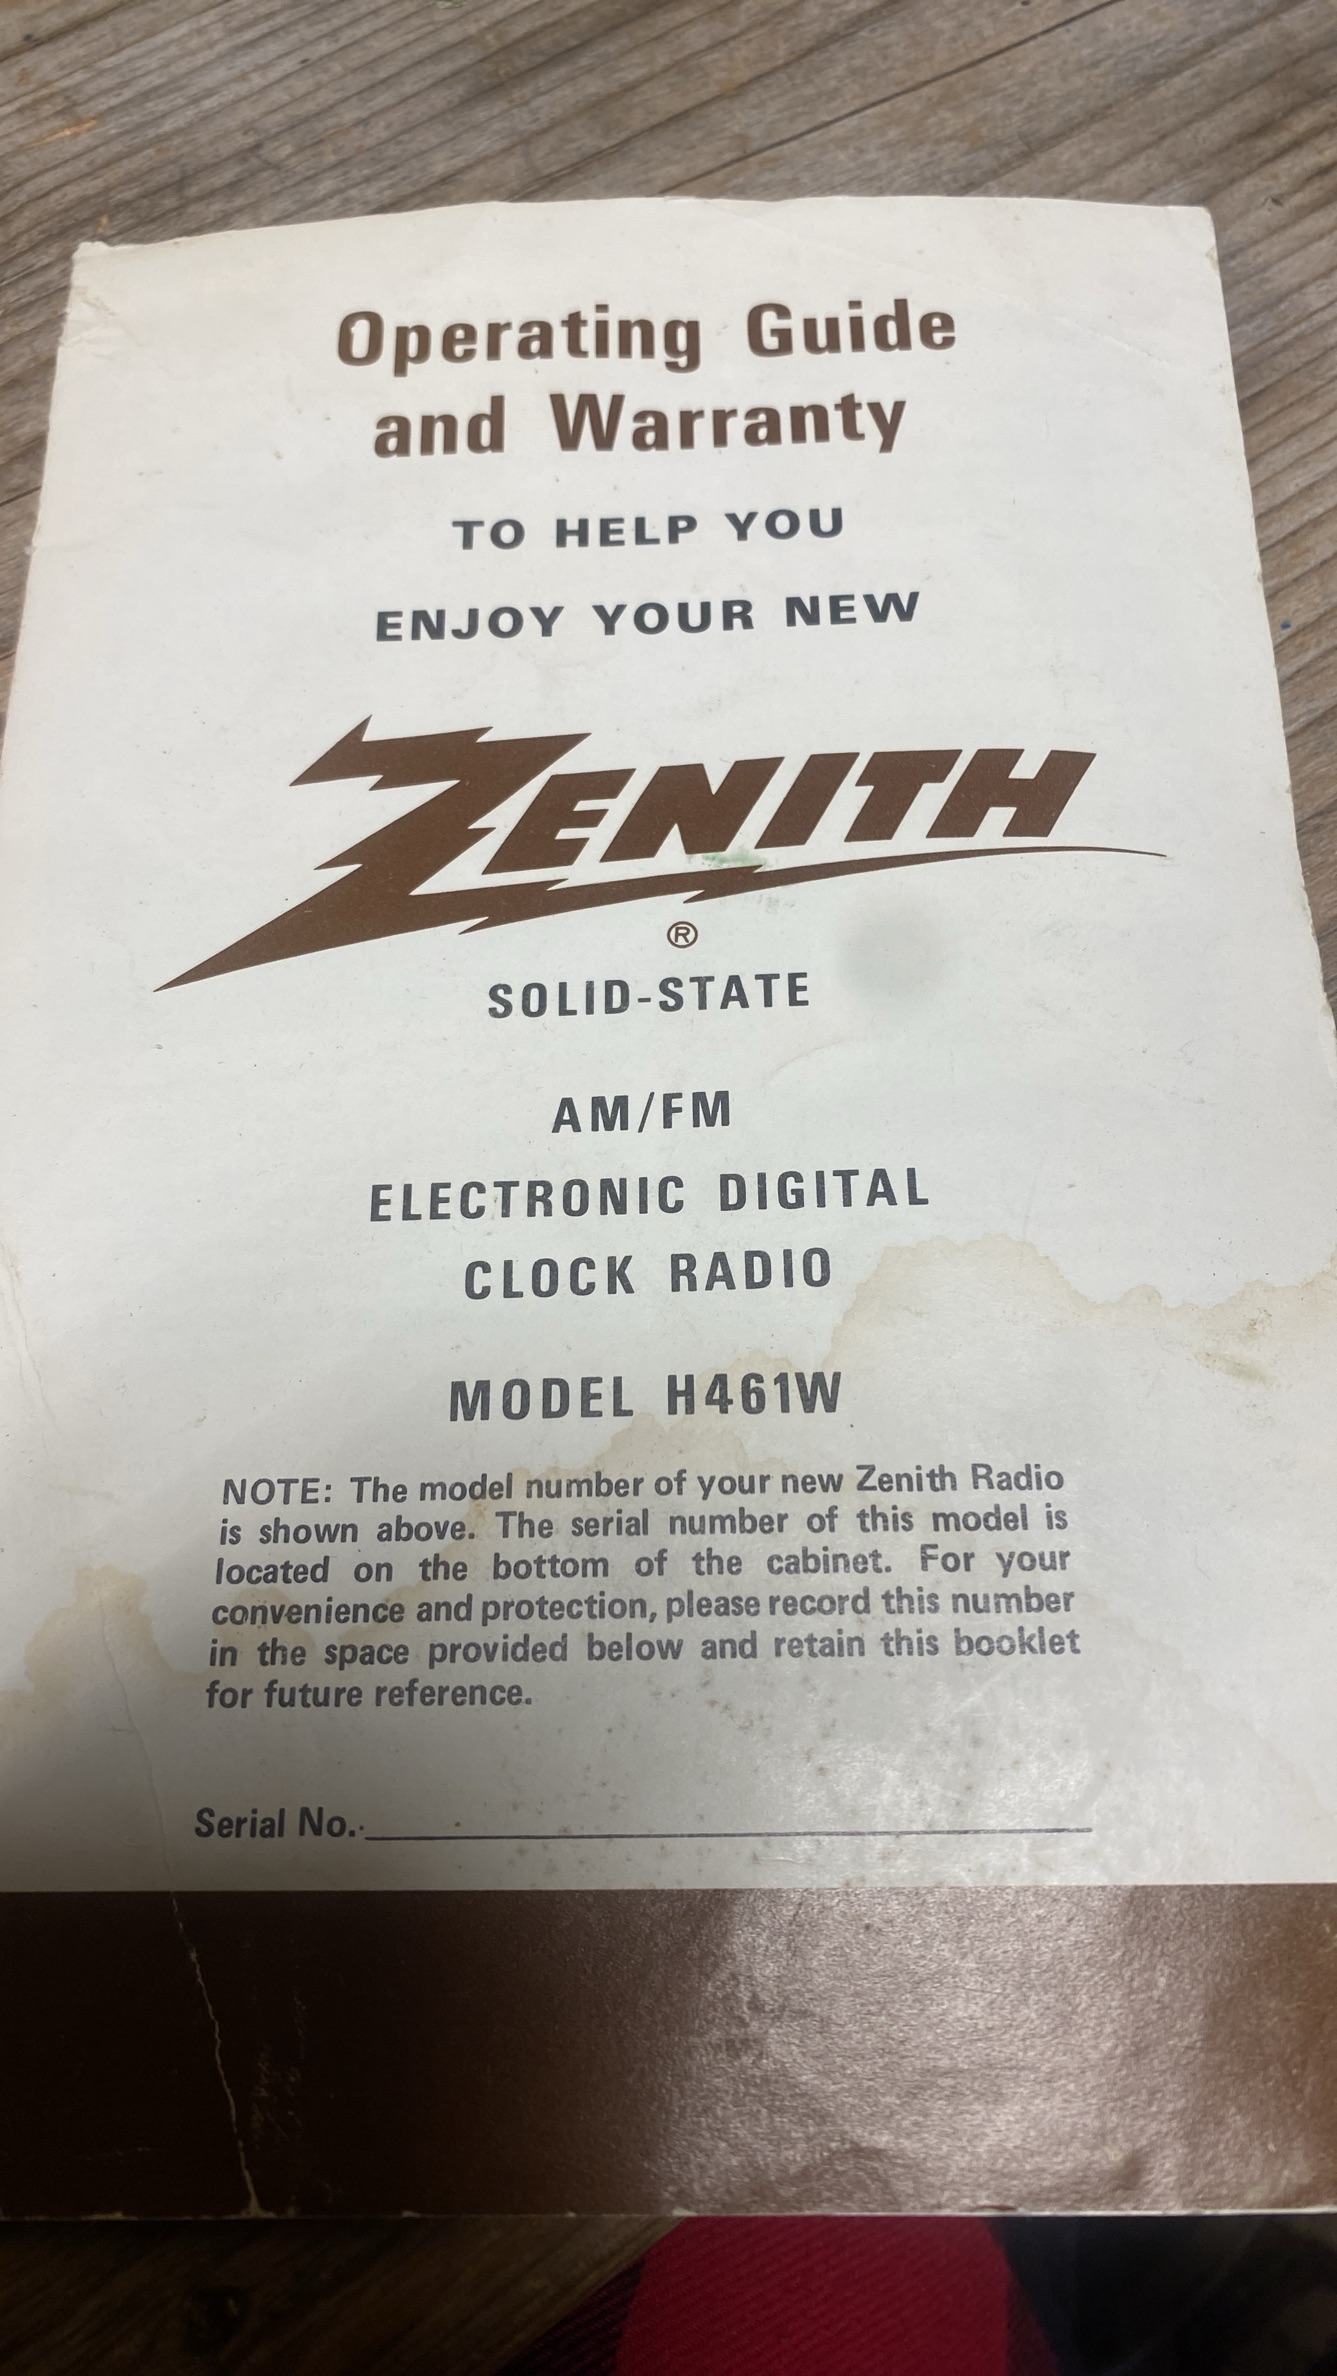 Operating Guide
and Warranty
TO HELP YOU
ENJOY YOUR NEW
ZENITH
®
SOLID-STATE
AM/FM
ELECTRONIC DIGITAL
CLOCK RADIO
MODEL H461W
NOTE: The model number of your new Zenith Radio
is shown above. The serial number of this model is
located on the bottom of the cabinet. For your
convenience and protection, please record this number
in the space provided below and retain this booklet
for future reference.
Serial No.